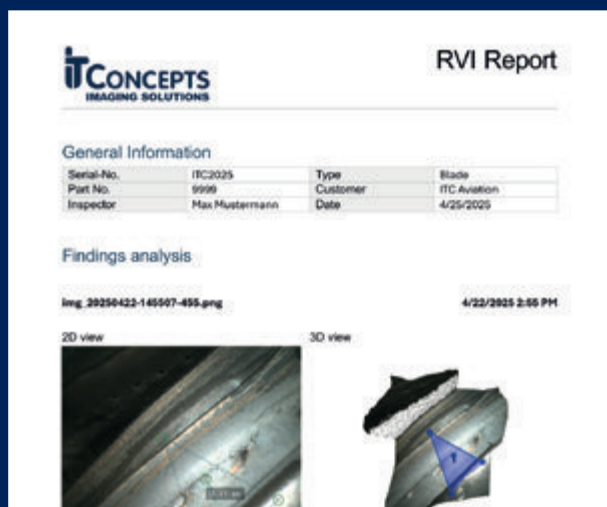 iTCONCEPTS
IMAGING SOLUTIONS
RVI Report
General Information
Serial-No. ITC2025 Type Blade
Part No. 9999 Customer ITC Aviation
Inspector Max Mustermann Date 4/25/2025
Findings analysis
img_20250422-145507-455.png 4/22/2025 2:55 PM
2D view 3D view